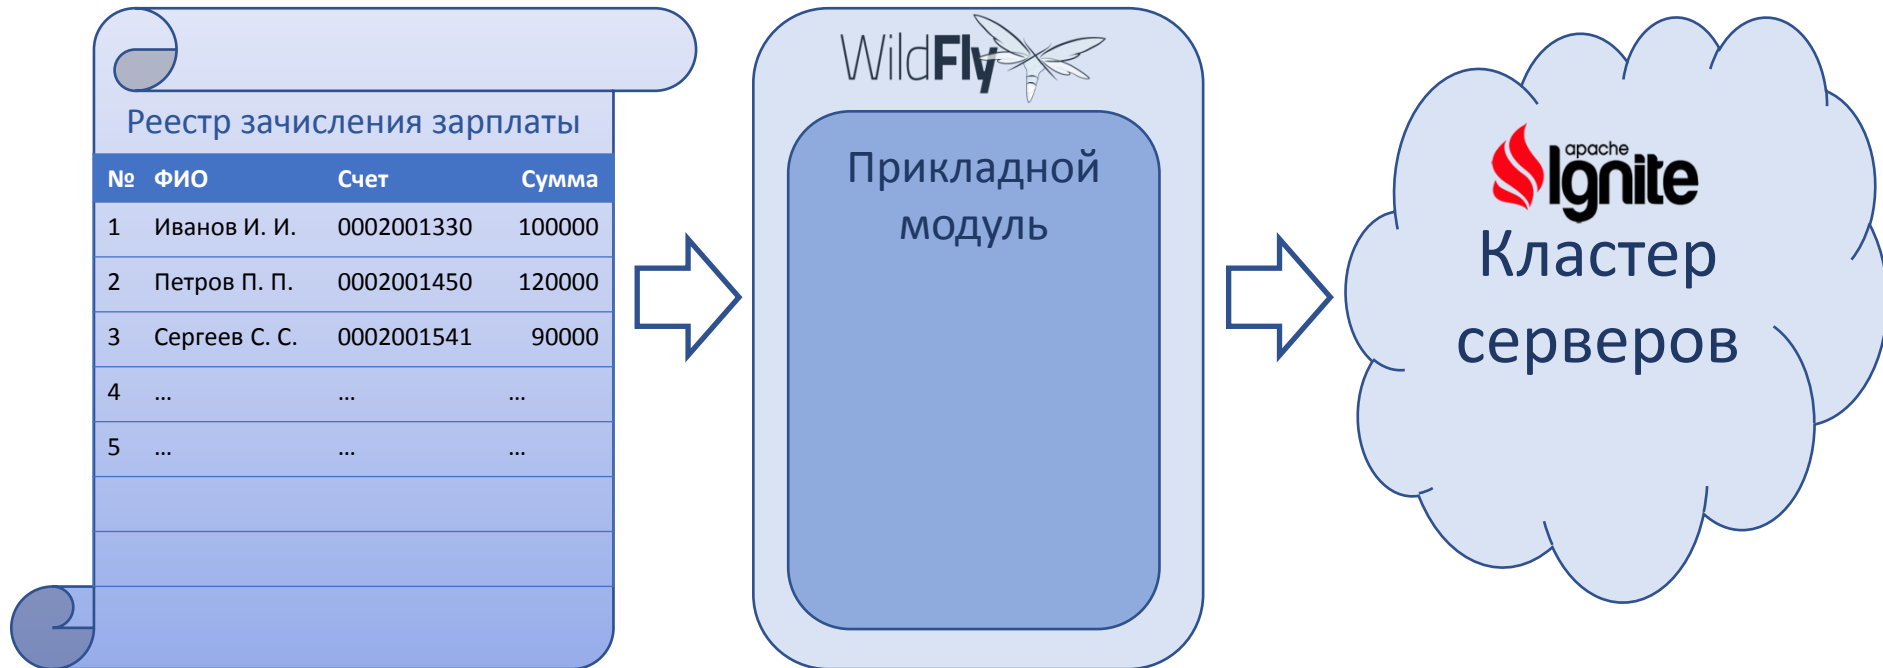 Реестр зачисления зарплаты
№ ФИО Счет Сумма
1 Иванов И. И. 0002001330 100000
2 Петров П. П. 0002001450 120000
3 Сергеев С. С. 0002001541 90000
4 ... ... ...
5 ... ... ...
WildFly
Прикладной
модуль
apache
Ignite
Кластер
серверов